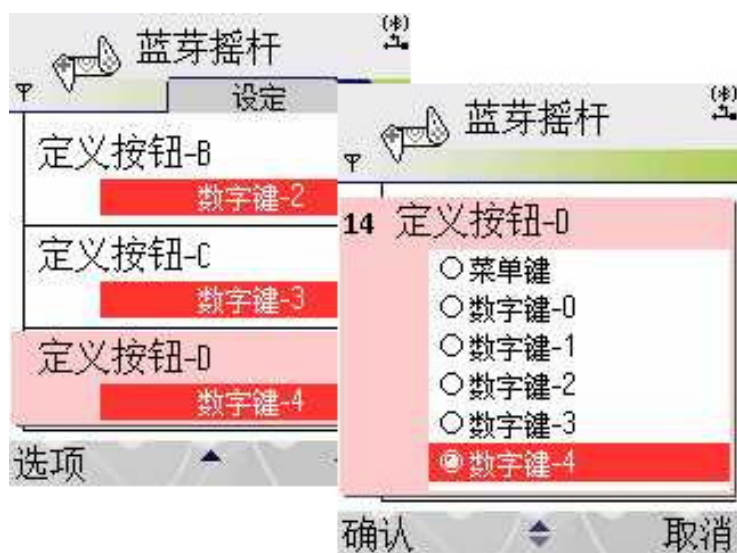 蓝芽摇杆
设定
定义按钮-B
数字键-2
定义按钮-C
数字键-3
定义按钮-D
数字键-4
选项
蓝芽摇杆
14 定义按钮-D
菜单键
数字键-0
数字键-1
数字键-2
数字键-3
数字键-4
确认 取消